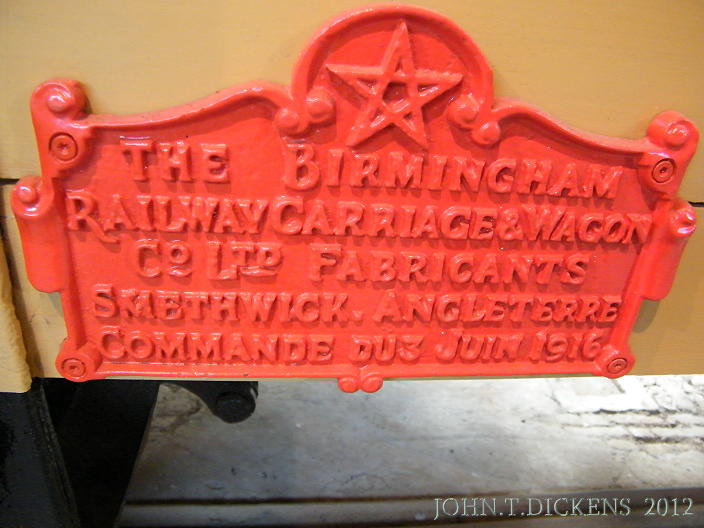 THE BIRMINGHAM
RAILWAY CARRIAGE & WAGON
CO LTD FABRICANTS
SMETHWICK. ANGLETERRE
COMMANDE DU 3 JUIN 1916
JOHN.T.DICKENS 2012